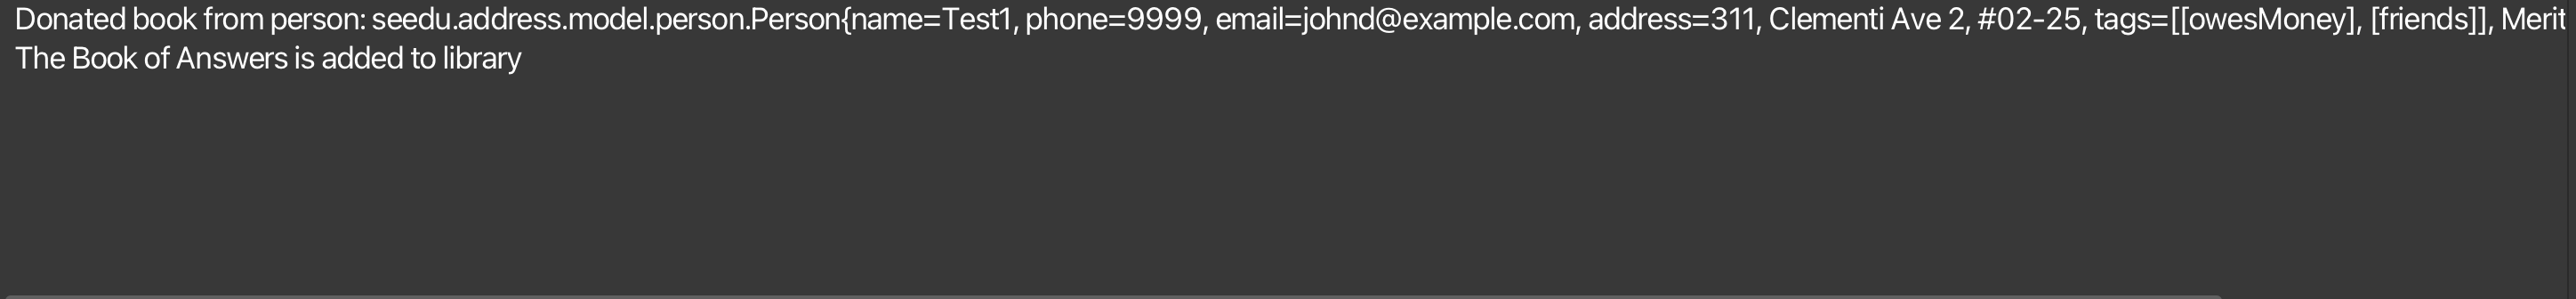 Donated book from person: seedu.address.model.person.Person{name=Test1, phone=9999, email=johnd@example.com, address=311, Clementi Ave 2, #02-25, tags=[[owesMoney], [friends]], Merit
The Book of Answers is added to library